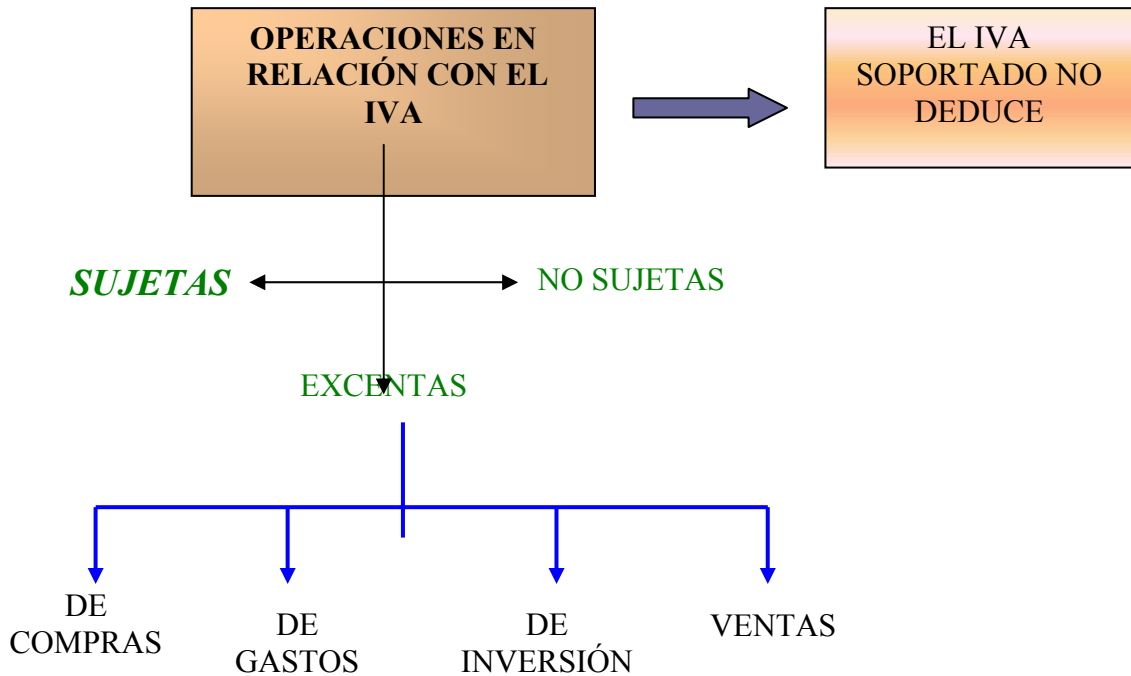 OPERACIONES EN
RELACIÓN CON EL
IVA
EL IVA
SOPORTADO NO
DEDUCE
SUJETAS
NO SUJETAS
EXCENTAS
DE
COMPRAS
DE
GASTOS
DE
INVERSIÓN
VENTAS